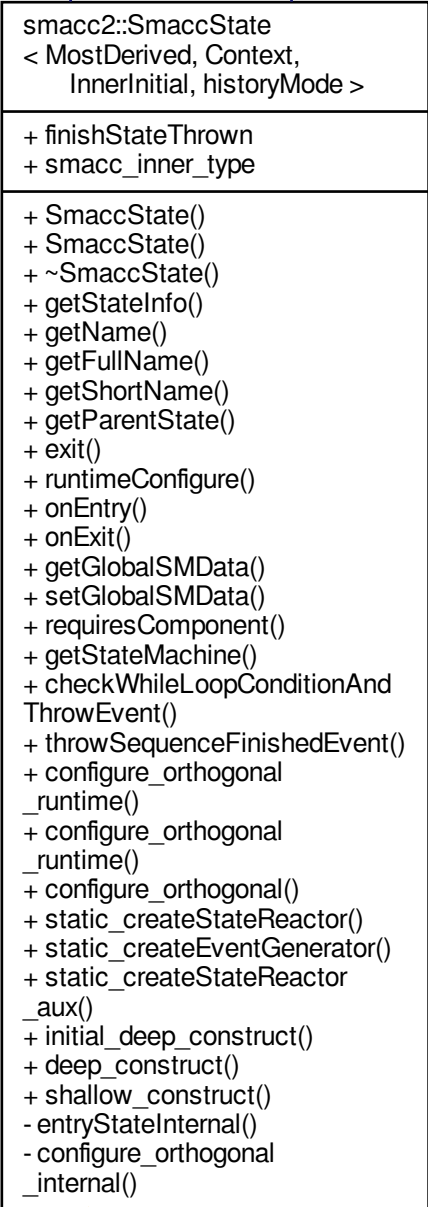 smacc2::SmaccState
< MostDerived, Context,
InnerInitial, historyMode >
+ finishStateThrown
+ smacc_inner_type
+ SmaccState()
+ SmaccState()
+ ~SmaccState()
+ getStateInfo()
+ getName()
+ getFullName()
+ getShortName()
+ getParentState()
+ exit()
+ runtimeConfigure()
+ onEntry()
+ onExit()
+ getGlobalSMData()
+ setGlobalSMData()
+ requiresComponent()
+ getStateMachine()
+ checkWhileLoopConditionAnd
ThrowEvent()
+ throwSequenceFinishedEvent()
+ configure_orthogonal
_runtime()
+ configure_orthogonal
_runtime()
+ configure_orthogonal()
+ static_createStateReactor()
+ static_createEventGenerator()
+ static_createStateReactor
_aux()
+ initial_deep_construct()
+ deep_construct()
+ shallow_construct()
- entryStateInternal()
- configure_orthogonal
_internal()